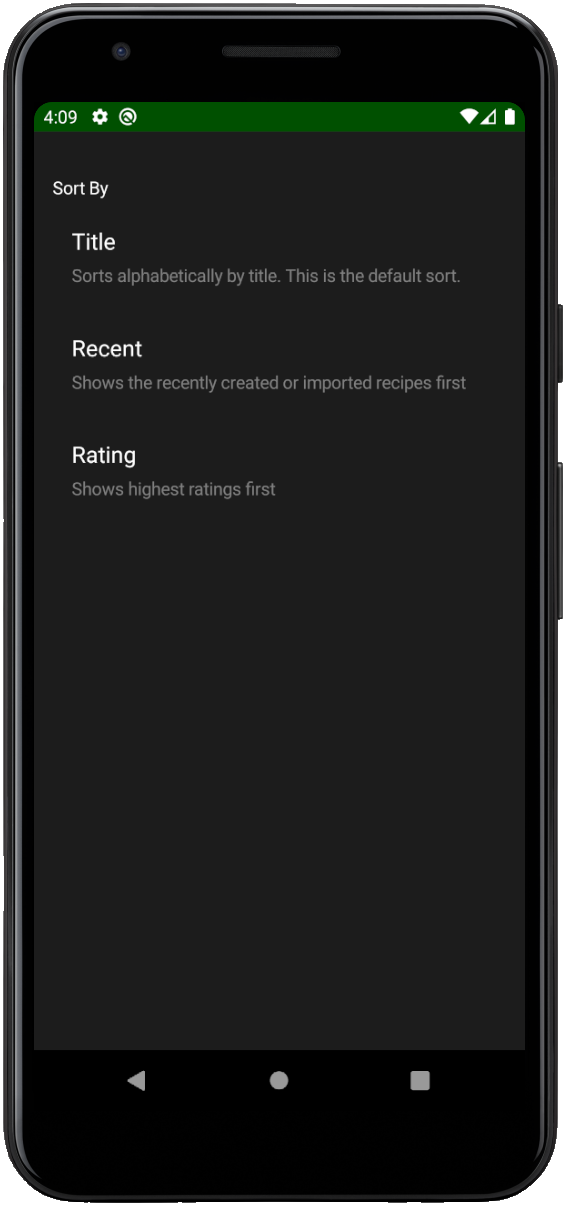 4:09
Sort By
Title
Sorts alphabetically by title. This is the default sort.
Recent
Shows the recently created or imported recipes first
Rating
Shows highest ratings first